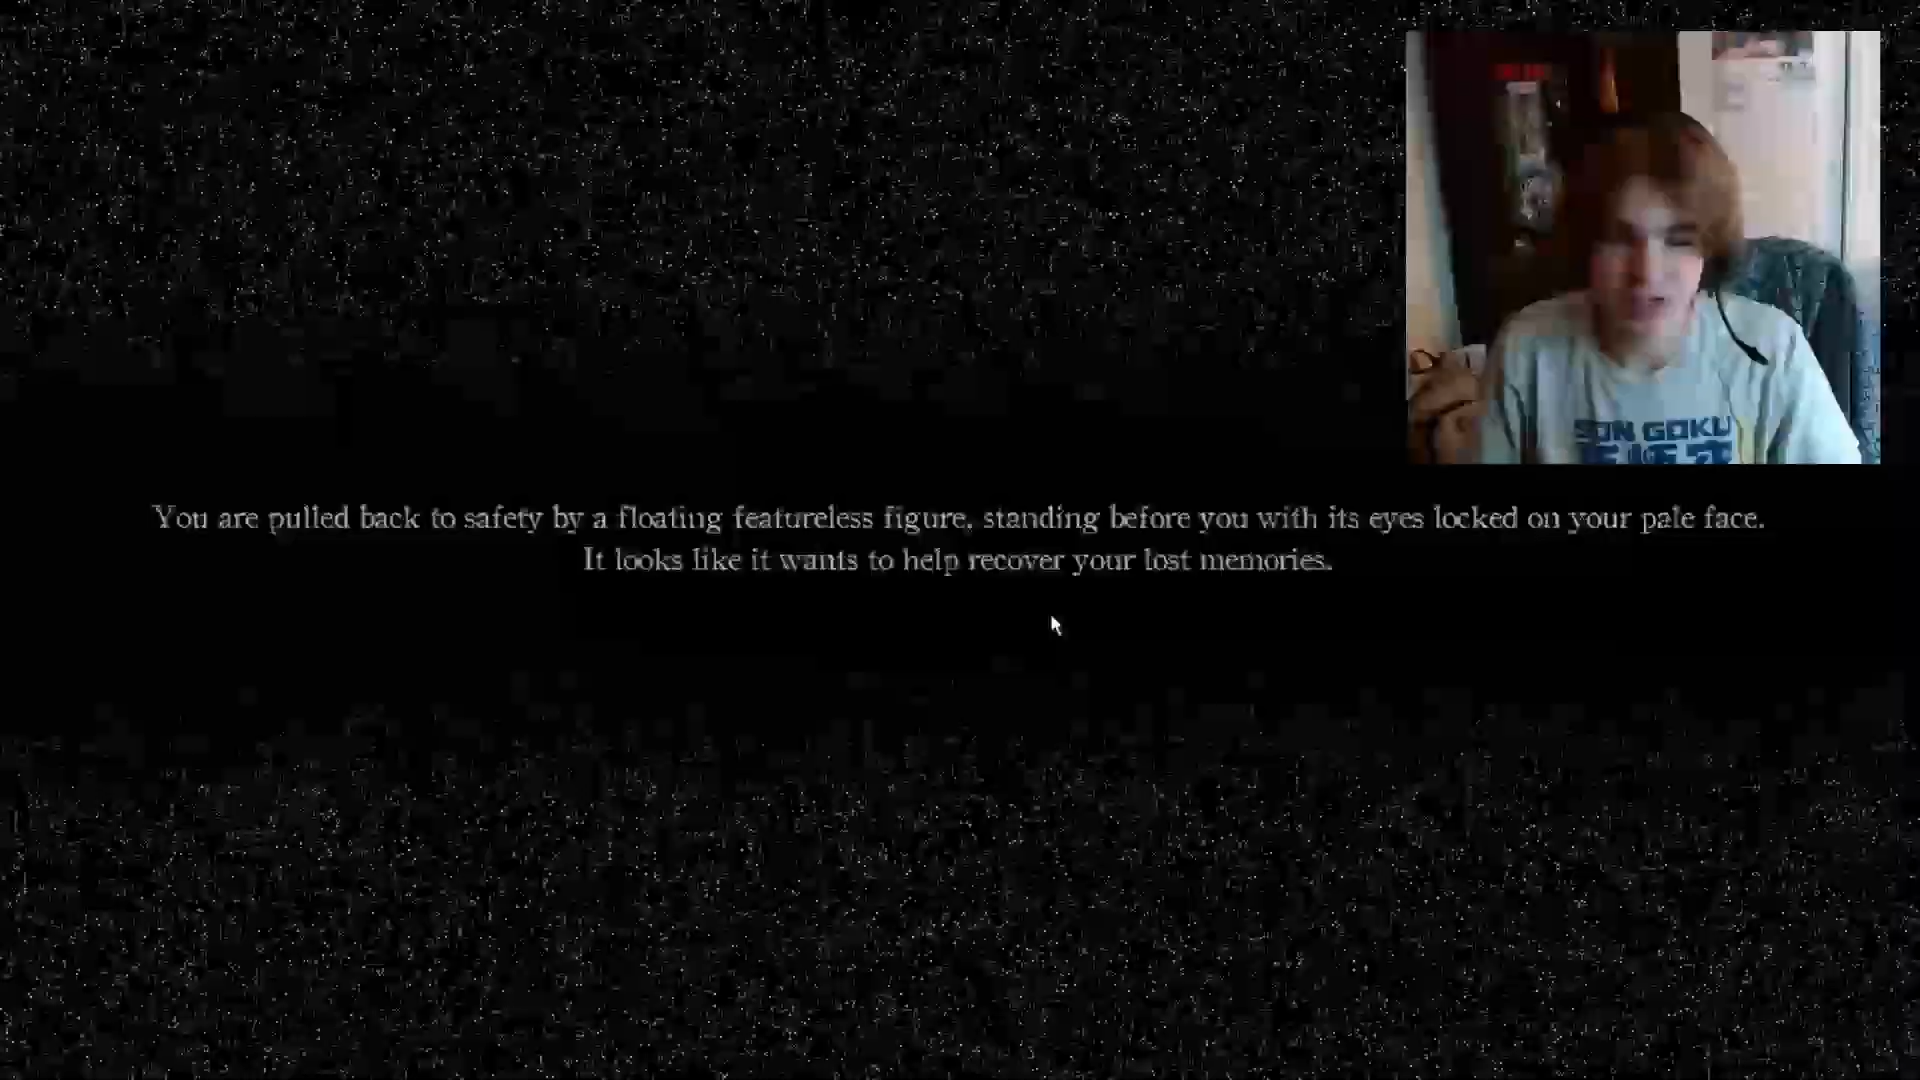 SON GOKU
You are pulled back to safety by a floating featureless figure, standing before you with its eyes locked on your pale face.
It looks like it wants to help recover your lost memories.